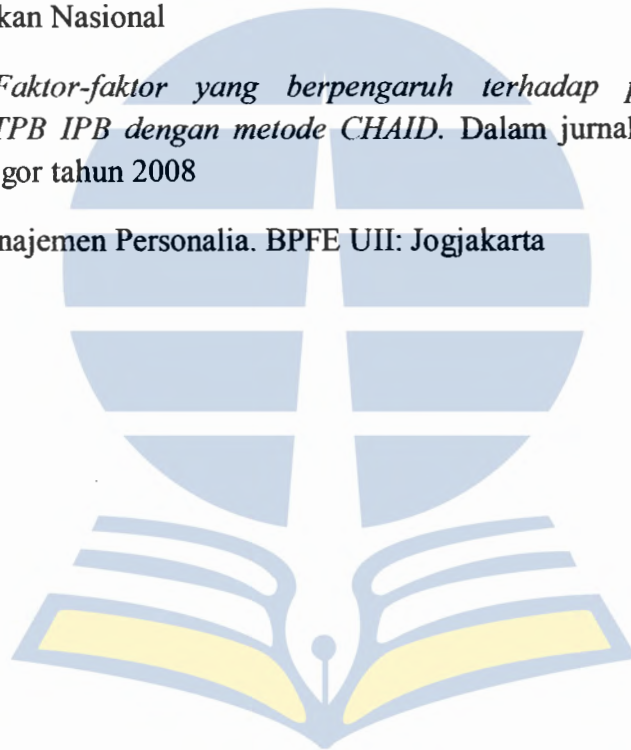 kan Nasional
Faktor-faktor yang berpengaruh terhadap p
TPB IPB dengan metode CHAID. Dalam jurnal
gor tahun 2008
najemen Personalia. BPFE UII: Jogjakarta